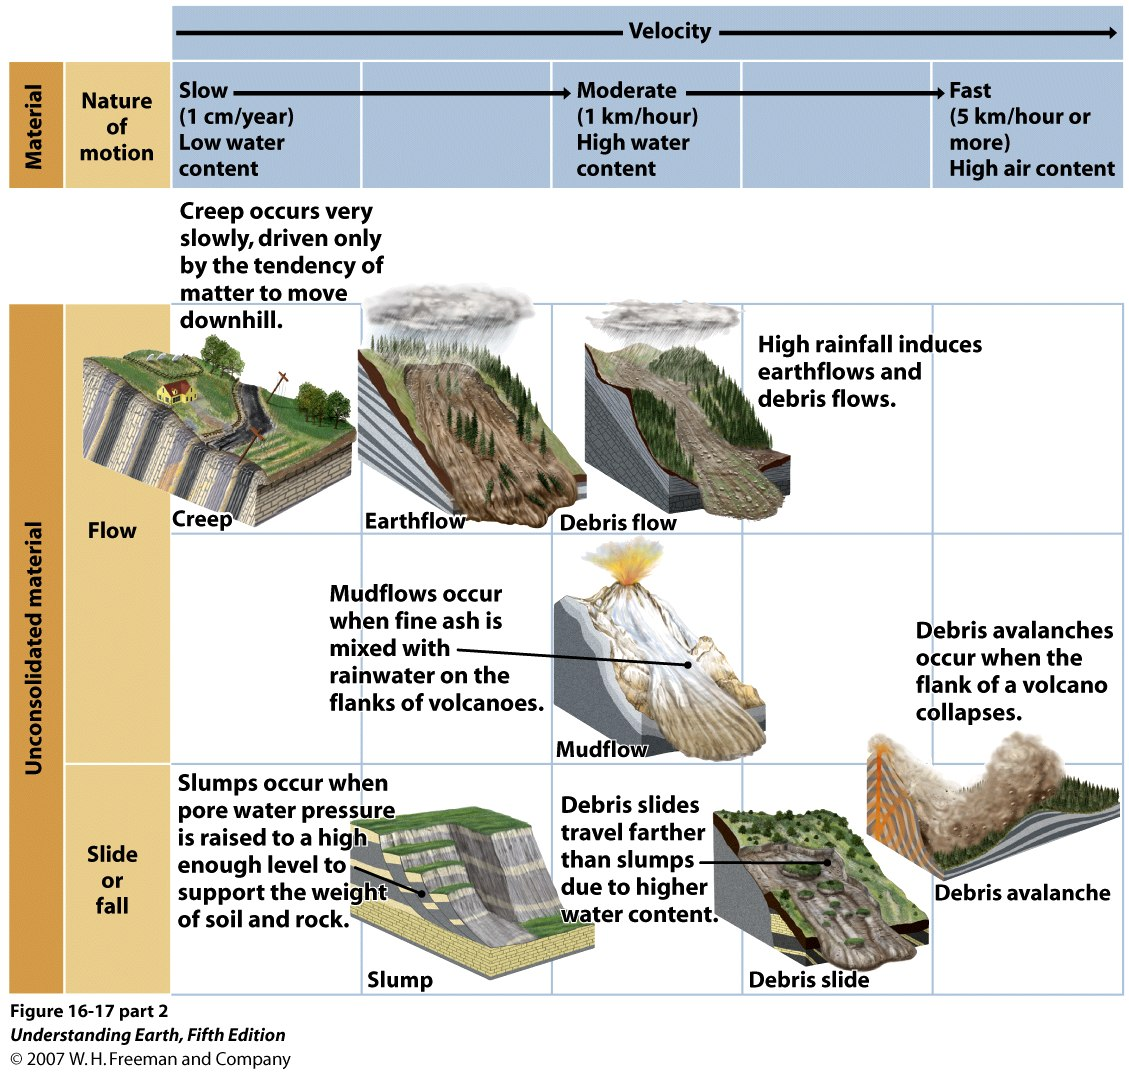 Velocity
Material
Nature
of
motion
Slow
(1 cm/year)
Low water
content
Moderate
(1 km/hour)
High water
content
Fast
(5 km/hour or
more)
High air content
Creep occurs very
slowly, driven only
by the tendency of
matter to move
downhill.
High rainfall induces
earthflows and
debris flows.
Unconsolidated material
Flow
Creep
Earthflow
Debris flow
Mudflows occur
when fine ash is
mixed with
rainwater on the
flanks of volcanoes.
Mudflow
Debris avalanches
occur when the
flank of a volcano
collapses.
Slide
or
fall
Slumps occur when
pore water pressure
is raised to a high
enough level to
support the weight
of soil and rock.
Slump
Debris slides
travel farther
than slumps
due to higher
water content.
Debris slide
Debris avalanche
Figure 16-17 part 2
Understanding Earth, Fifth Edition
© 2007 W. H. Freeman and Company